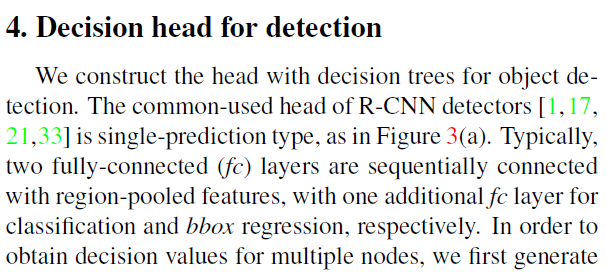 4. Decision head for detection
We construct the head with decision trees for object de-
tection. The common-used head of R-CNN detectors [1,17,
21,33] is single-prediction type, as in Figure 3(a). Typically,
two fully-connected (fc) layers are sequentially connected
with region-pooled features, with one additional fc layer for
classification and bbox regression, respectively. In order to
obtain decision values for multiple nodes, we first generate